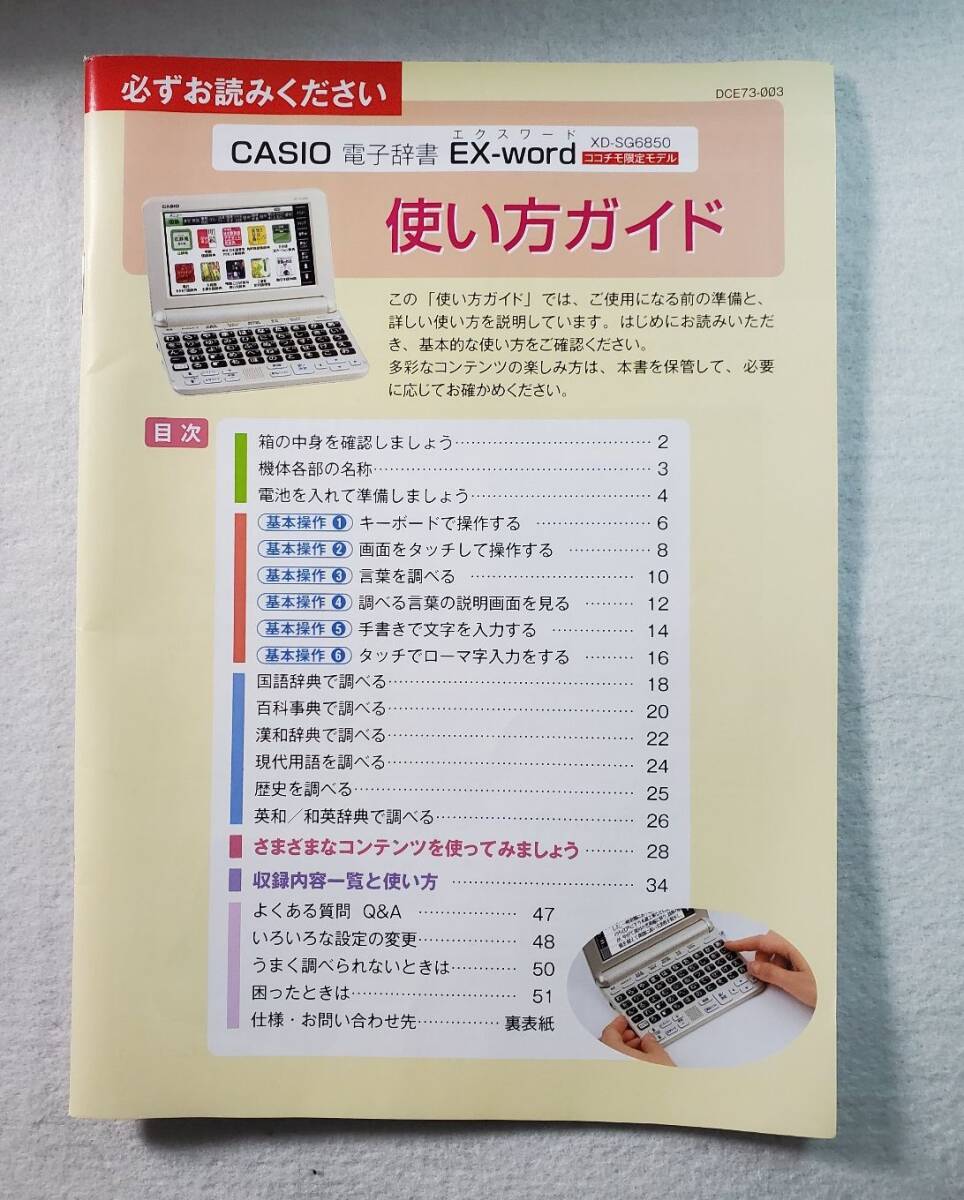 必ずお読みください
DCE73-003
エクスワード
CASIO 電子辞書 EX-word XD-SG6850
ココチモ限定モデル
CASIO
使い方ガイド
この「使い方ガイド」では、ご使用になる前の準備と、
詳しい使い方を説明しています。はじめにお読みいただ
き、基本的な使い方をご確認ください。
多彩なコンテンツの楽しみ方は、本書を保管して、必要
に応じてお確かめください。
目次
箱の中身を確認しましょう…………………………… 2
機体各部の名称………………………………………… 3
電池を入れて準備しましょう………………………… 4
基本操作❶ キーボードで操作する ……………… 6
基本操作❷ 画面をタッチして操作する ………… 8
基本操作❸ 言葉を調べる ……………………… 10
基本操作❹ 調べる言葉の説明画面を見る ……… 12
基本操作❺ 手書きで文字を入力する …………… 14
基本操作❻ タッチでローマ字入力をする ……… 16
国語辞典で調べる…………………………………… 18
百科事典で調べる…………………………………… 20
漢和辞典で調べる…………………………………… 22
現代用語を調べる…………………………………… 24
歴史を調べる………………………………………… 25
英和／和英辞典で調べる…………………………… 26
さまざまなコンテンツを使ってみましょう……… 28
収録内容一覧と使い方 …………………………… 34
よくある質問 Q&A ……………… 47
いろいろな設定の変更…………… 48
うまく調べられないときは……… 50
困ったときは……………………… 51
仕様・お問い合わせ先…………… 裏表紙